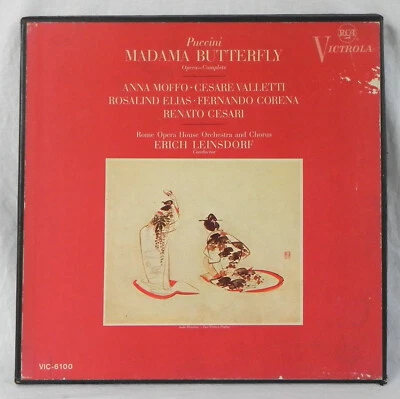 Puccini
MADAMA BUTTERFLY
Opera-Complete
ANNA MOFFO·CESARE VALLETTI
ROSALIND ELIAS·FERNANDO CORENA
RENATO CESARI
Rome Opera House Orchestra and Chorus
ERICH LEINSDORF
Conductor
RCA
VICTROLA
VIC-6100